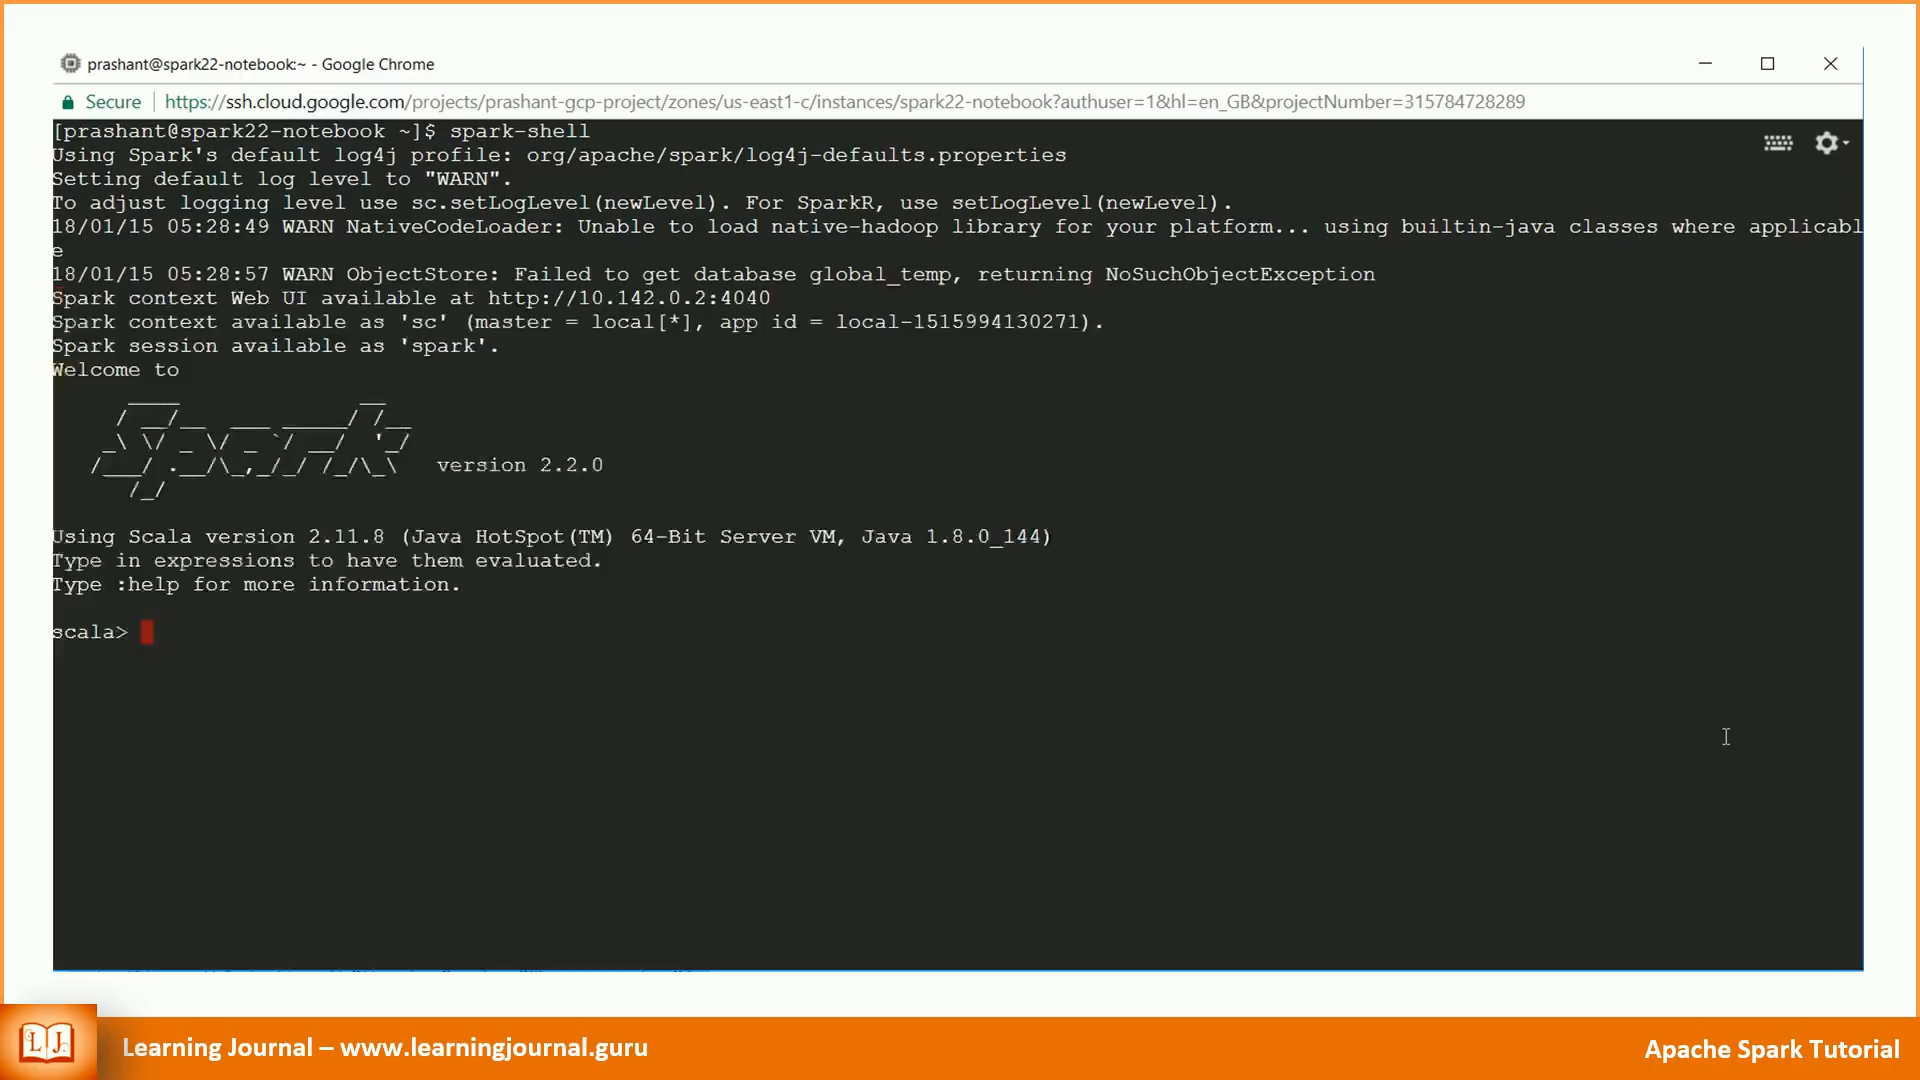 prashant@spark22-notebook:~ - Google Chrome
Secure | https://ssh.cloud.google.com/projects/prashant-gcp-project/zones/us-east1-c/instances/spark22-notebook?authuser=1&hl=en_GB&projectNumber=315784728289
[prashant@spark22-notebook ~]$ spark-shell
Using Spark's default log4j profile: org/apache/spark/log4j-defaults.properties
Setting default log level to "WARN".
To adjust logging level use sc.setLogLevel(newLevel). For SparkR, use setLogLevel(newLevel).
18/01/15 05:28:49 WARN NativeCodeLoader: Unable to load native-hadoop library for your platform... using builtin-java classes where applicabl
e
18/01/15 05:28:57 WARN ObjectStore: Failed to get database global_temp, returning NoSuchObjectException
Spark context Web UI available at http://10.142.0.2:4040
Spark context available as 'sc' (master = local[*], app id = local-1515994130271).
Spark session available as 'spark'.
Welcome to
Spark
version 2.2.0
Using Scala version 2.11.8 (Java HotSpot(TM) 64-Bit Server VM, Java 1.8.0_144)
Type in expressions to have them evaluated.
Type :help for more information.
scala>
LJ
Learning Journal – www.learningjournal.guru
Apache Spark Tutorial